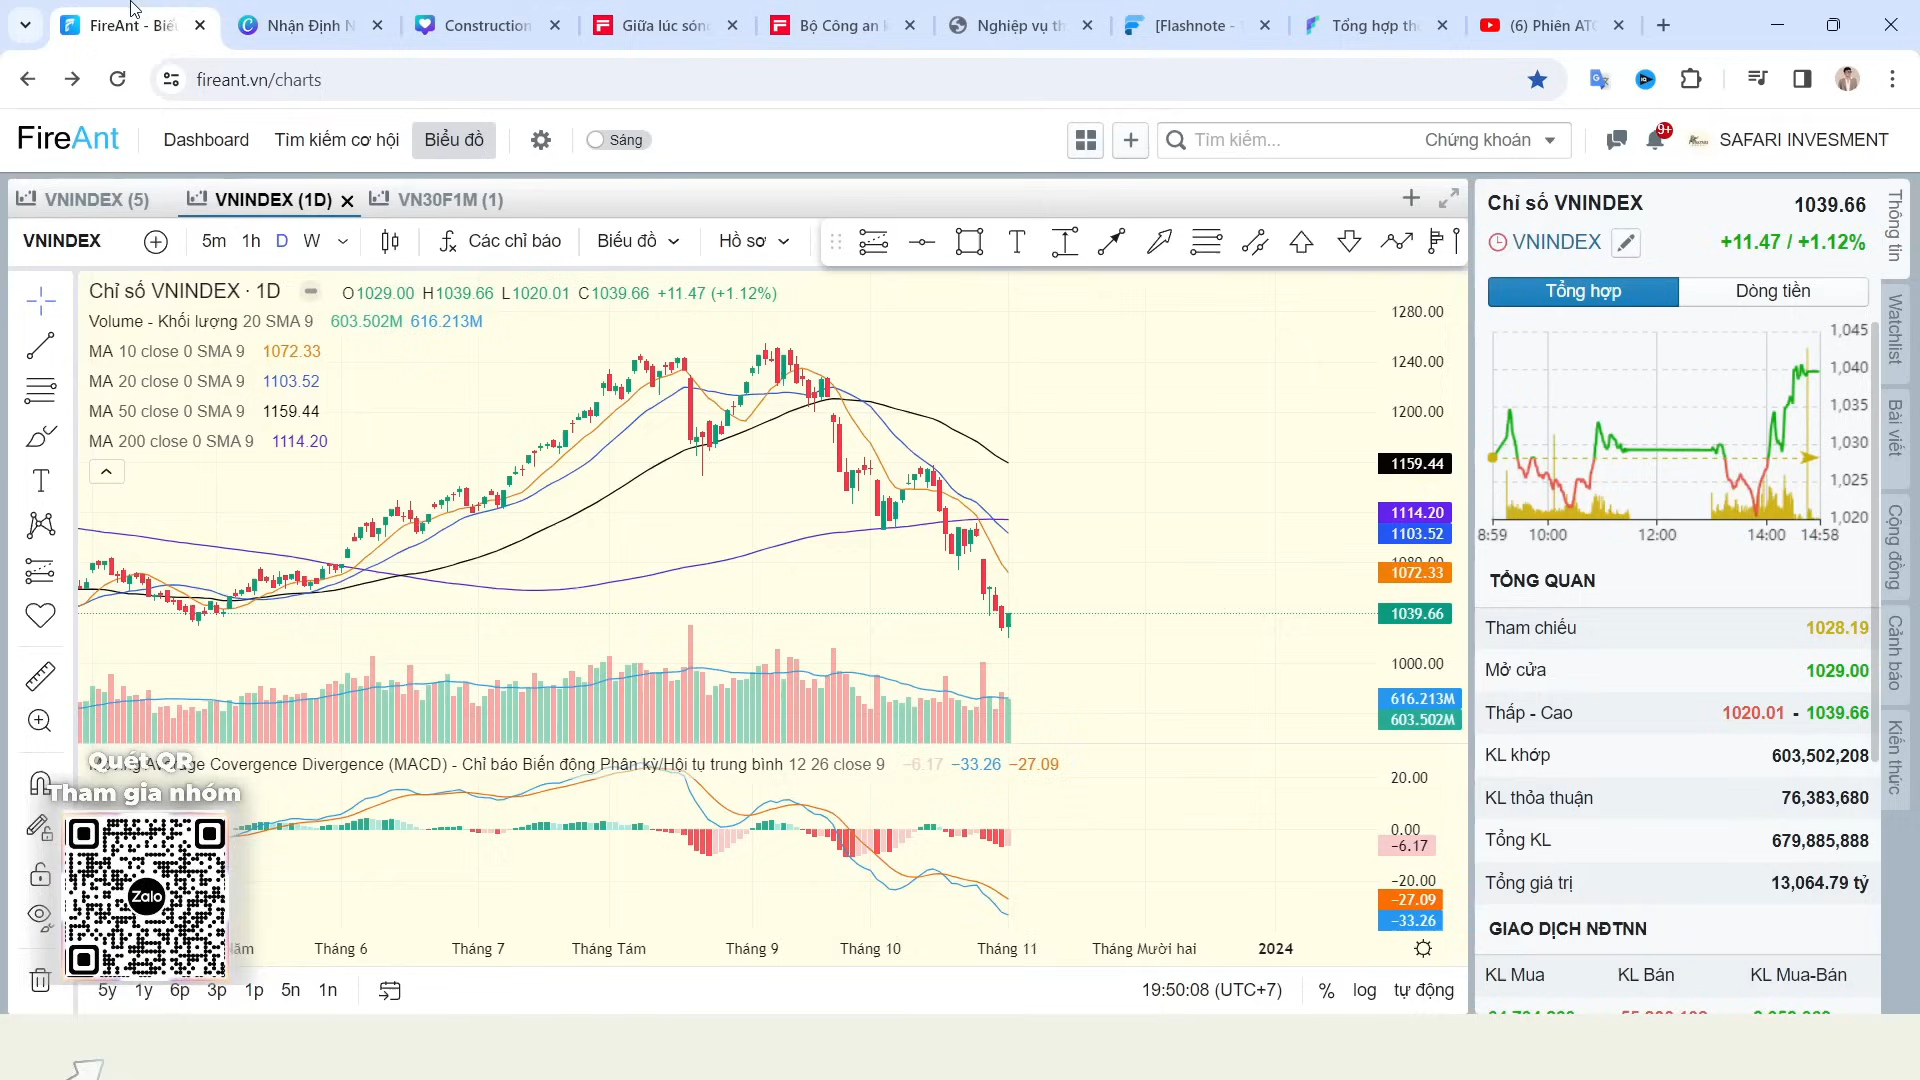 FireAnt - Biể
Nhận Định N
Construction
Giữa lúc són
Bộ Công an k
Nghiệp vụ th
[Flashnote -
Tổng hợp th
(6) Phiên ATC
fireant.vn/charts
FireAnt
Dashboard
Tìm kiếm cơ hội
Biểu đồ
Sáng
Tìm kiếm...
Chứng khoán
9+
SAFARI INVESMENT
VNINDEX (5)
VNINDEX (1D)
VN30F1M (1)
VNINDEX
5m 1h D W
Các chỉ báo
Biểu đồ
Hồ sơ
Chỉ số VNINDEX · 1D
O1029.00 H1039.66 L1020.01 C1039.66 +11.47 (+1.12%)
Volume - Khối lượng 20 SMA 9 603.502M 616.213M
MA 10 close 0 SMA 9 1072.33
MA 20 close 0 SMA 9 1103.52
MA 50 close 0 SMA 9 1159.44
MA 200 close 0 SMA 9 1114.20
1280.00
1240.00
1200.00
1159.44
1114.20
1103.52
1072.33
1039.66
1000.00
616.213M
603.502M
Average Covergence Divergence (MACD) - Chỉ báo Biến động Phân kỳ/Hội tụ trung bình 12 26 close 9 −6.17 −33.26 −27.09
20.00
0.00
−6.17
−20.00
−27.09
−33.26
Quét QR
Tham gia nhóm
Zalo
Tháng 6
Tháng 7
Tháng Tám
Tháng 9
Tháng 10
Tháng 11
Tháng Mười hai
2024
5y 1y 6p 3p 1p 5n 1n
19:50:08 (UTC+7)
% log tự động
Chỉ số VNINDEX 1039.66
VNINDEX +11.47 / +1.12%
Tổng hợp
Dòng tiền
1,045
1,040
1,035
1,030
1,025
1,020
8:59 10:00 12:00 14:00 14:58
TỔNG QUAN
Tham chiếu 1028.19
Mở cửa 1029.00
Thấp - Cao 1020.01 - 1039.66
KL khớp 603,502,208
KL thỏa thuận 76,383,680
Tổng KL 679,885,888
Tổng giá trị 13,064.79 tỷ
GIAO DỊCH NĐTNN
KL Mua KL Bán KL Mua-Bán
Thông tin
Watchlist
Bài viết
Cộng đồng
Cảnh báo
Kiến thức